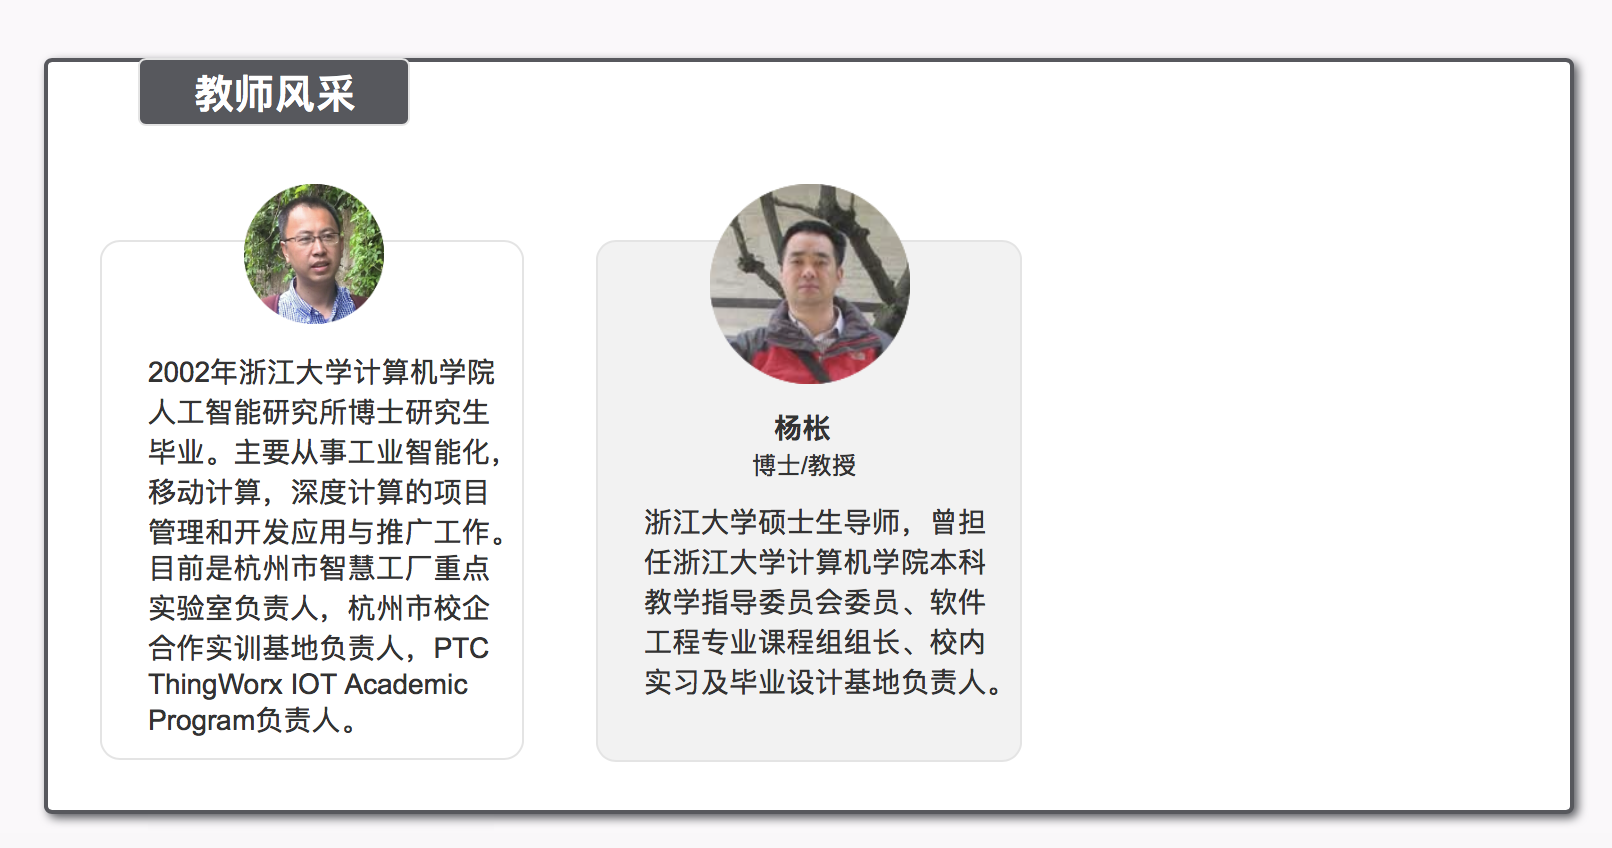 教师风采
2002年浙江大学计算机学院
人工智能研究所博士研究生
毕业。主要从事工业智能化，
移动计算，深度计算的项目
管理和开发应用与推广工作。
目前是杭州市智慧工厂重点
实验室负责人，杭州市校企
合作实训基地负责人，PTC
ThingWorx IOT Academic
Program负责人。
杨枨
博士/教授
浙江大学硕士生导师，曾担
任浙江大学计算机学院本科
教学指导委员会委员、软件
工程专业课程组组长、校内
实习及毕业设计基地负责人。